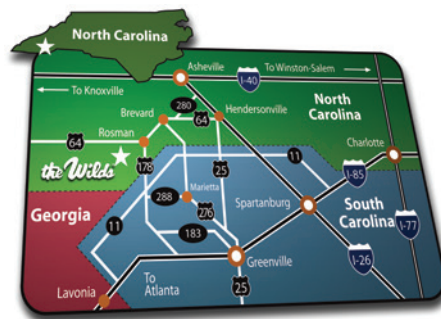 North Carolina
Asheville
To Winston-Salem
I-40
To Knoxville
280
Hendersonville
Brevard
64
North
Carolina
Rosman
64
Charlotte
the Wilds
178
11
I-85
25
Marietta
288
276
Georgia
Spartanburg
South
Carolina
I-77
11
183
I-26
Greenville
To
Atlanta
Lavonia
25